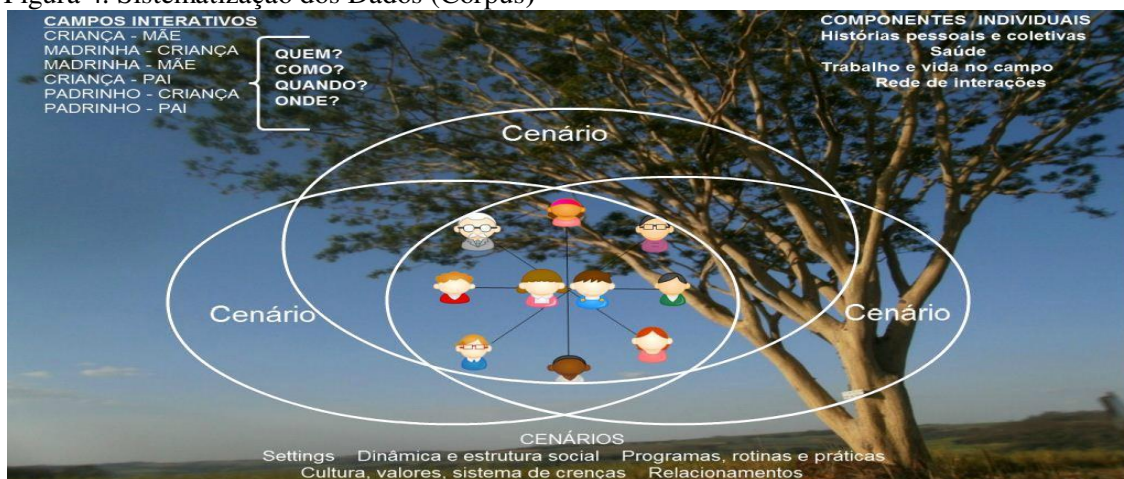 Figura 4. Sistematização dos Dados (Corpus)
CAMPOS INTERATIVOS
CRIANÇA - MÃE
MADRINHA - CRIANÇA
MADRINHA - MÃE
CRIANÇA - PAI
PADRINHO - CRIANÇA
PADRINHO - PAI
QUEM?
COMO?
QUANDO?
ONDE?
COMPONENTES INDIVIDUAIS
Histórias pessoais e coletivas
Saúde
Trabalho e vida no campo
Rede de interações
Cenário
Cenário
Cenário
CENÁRIOS
Settings Dinâmica e estrutura social Programas, rotinas e práticas
Cultura, valores, sistema de crenças Relacionamentos